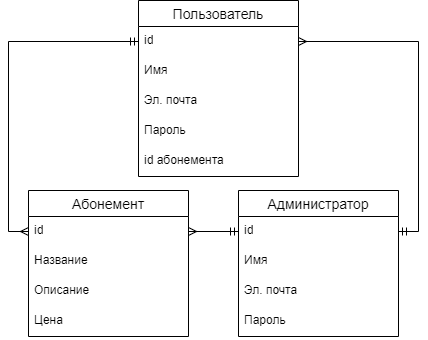 Пользователь
id
Имя
Эл. почта
Пароль
id абонемента
Абонемент
id
Название
Описание
Цена
Администратор
id
Имя
Эл. почта
Пароль